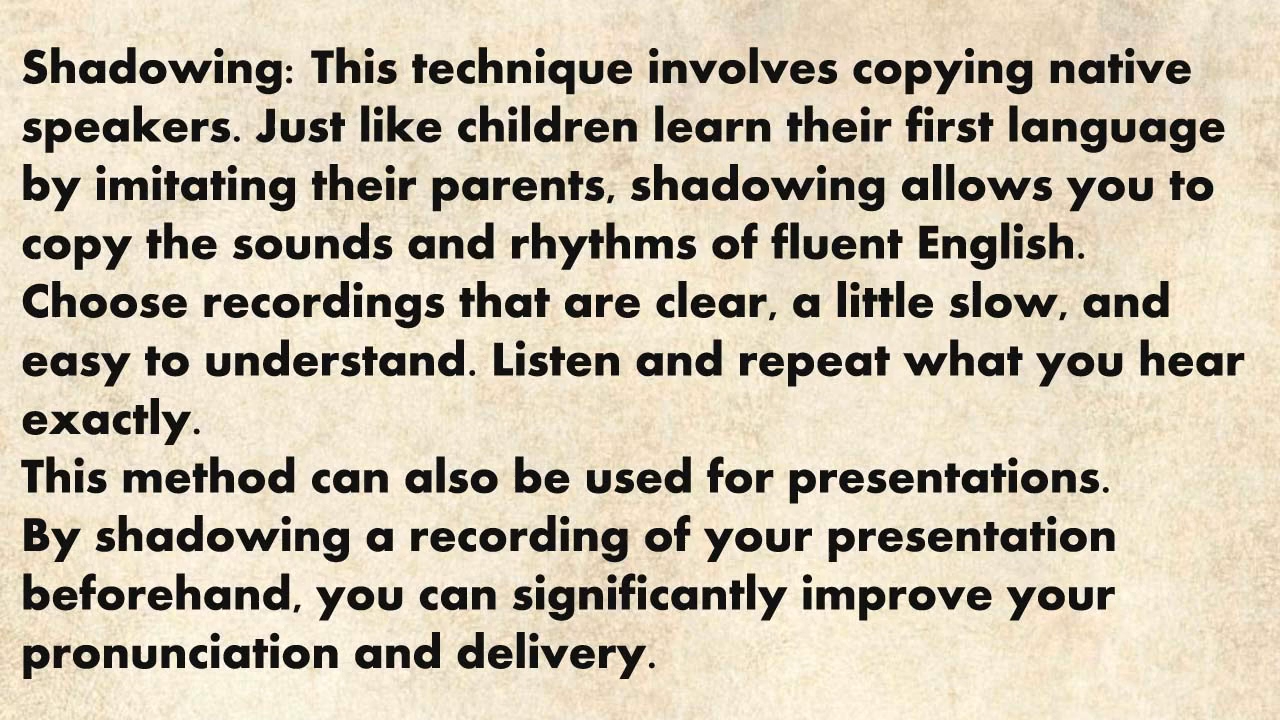 Shadowing: This technique involves copying native
speakers. Just like children learn their first language
by imitating their parents, shadowing allows you to
copy the sounds and rhythms of fluent English.
Choose recordings that are clear, a little slow, and
easy to understand. Listen and repeat what you hear
exactly.
This method can also be used for presentations.
By shadowing a recording of your presentation
beforehand, you can significantly improve your
pronunciation and delivery.